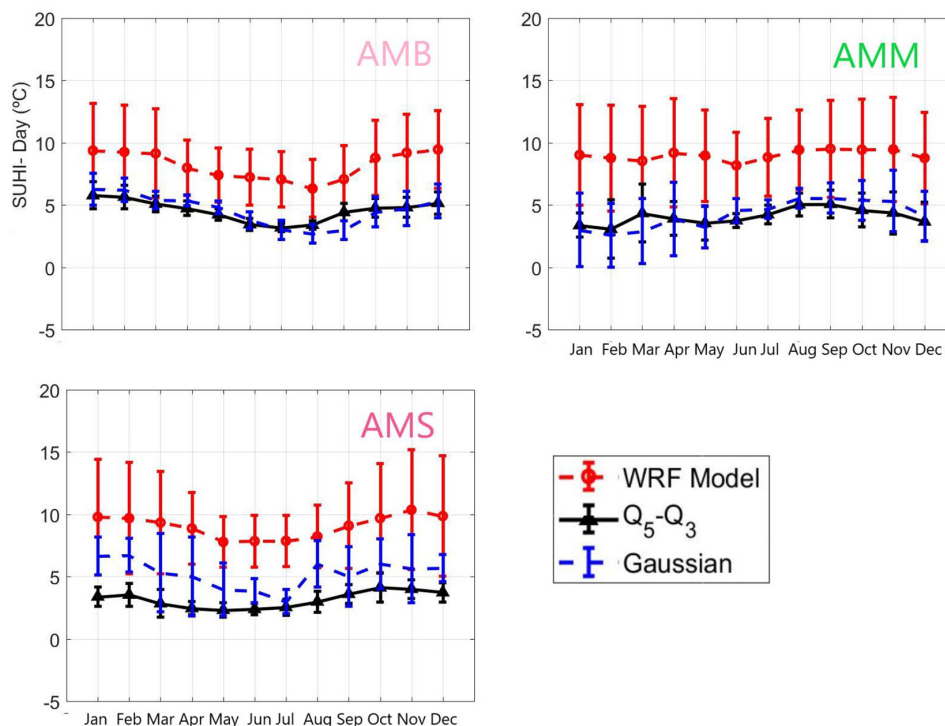 20
15
10
5
0
-5
SUHI- Day (ºC)
AMB
20
15
10
5
0
-5
AMM
Jan Feb Mar Apr May Jun Jul Aug Sep Oct Nov Dec
20
15
10
5
0
-5
AMS
Jan Feb Mar Apr May Jun Jul Aug Sep Oct Nov Dec
WRF Model
Q5-Q3
Gaussian